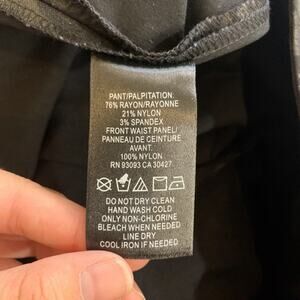 PANT/PALPITATION:
76% RAYON/RAYONNE
21% NYLON
3% SPANDEX
FRONT WAIST PANEL/
PANNEAU DE CEINTURE
AVANT:
100% NYLON
RN 93093 CA 30427
DO NOT DRY CLEAN
HAND WASH COLD
ONLY NON-CHLORINE
BLEACH WHEN NEEDED
LINE DRY
COOL IRON IF NEEDED